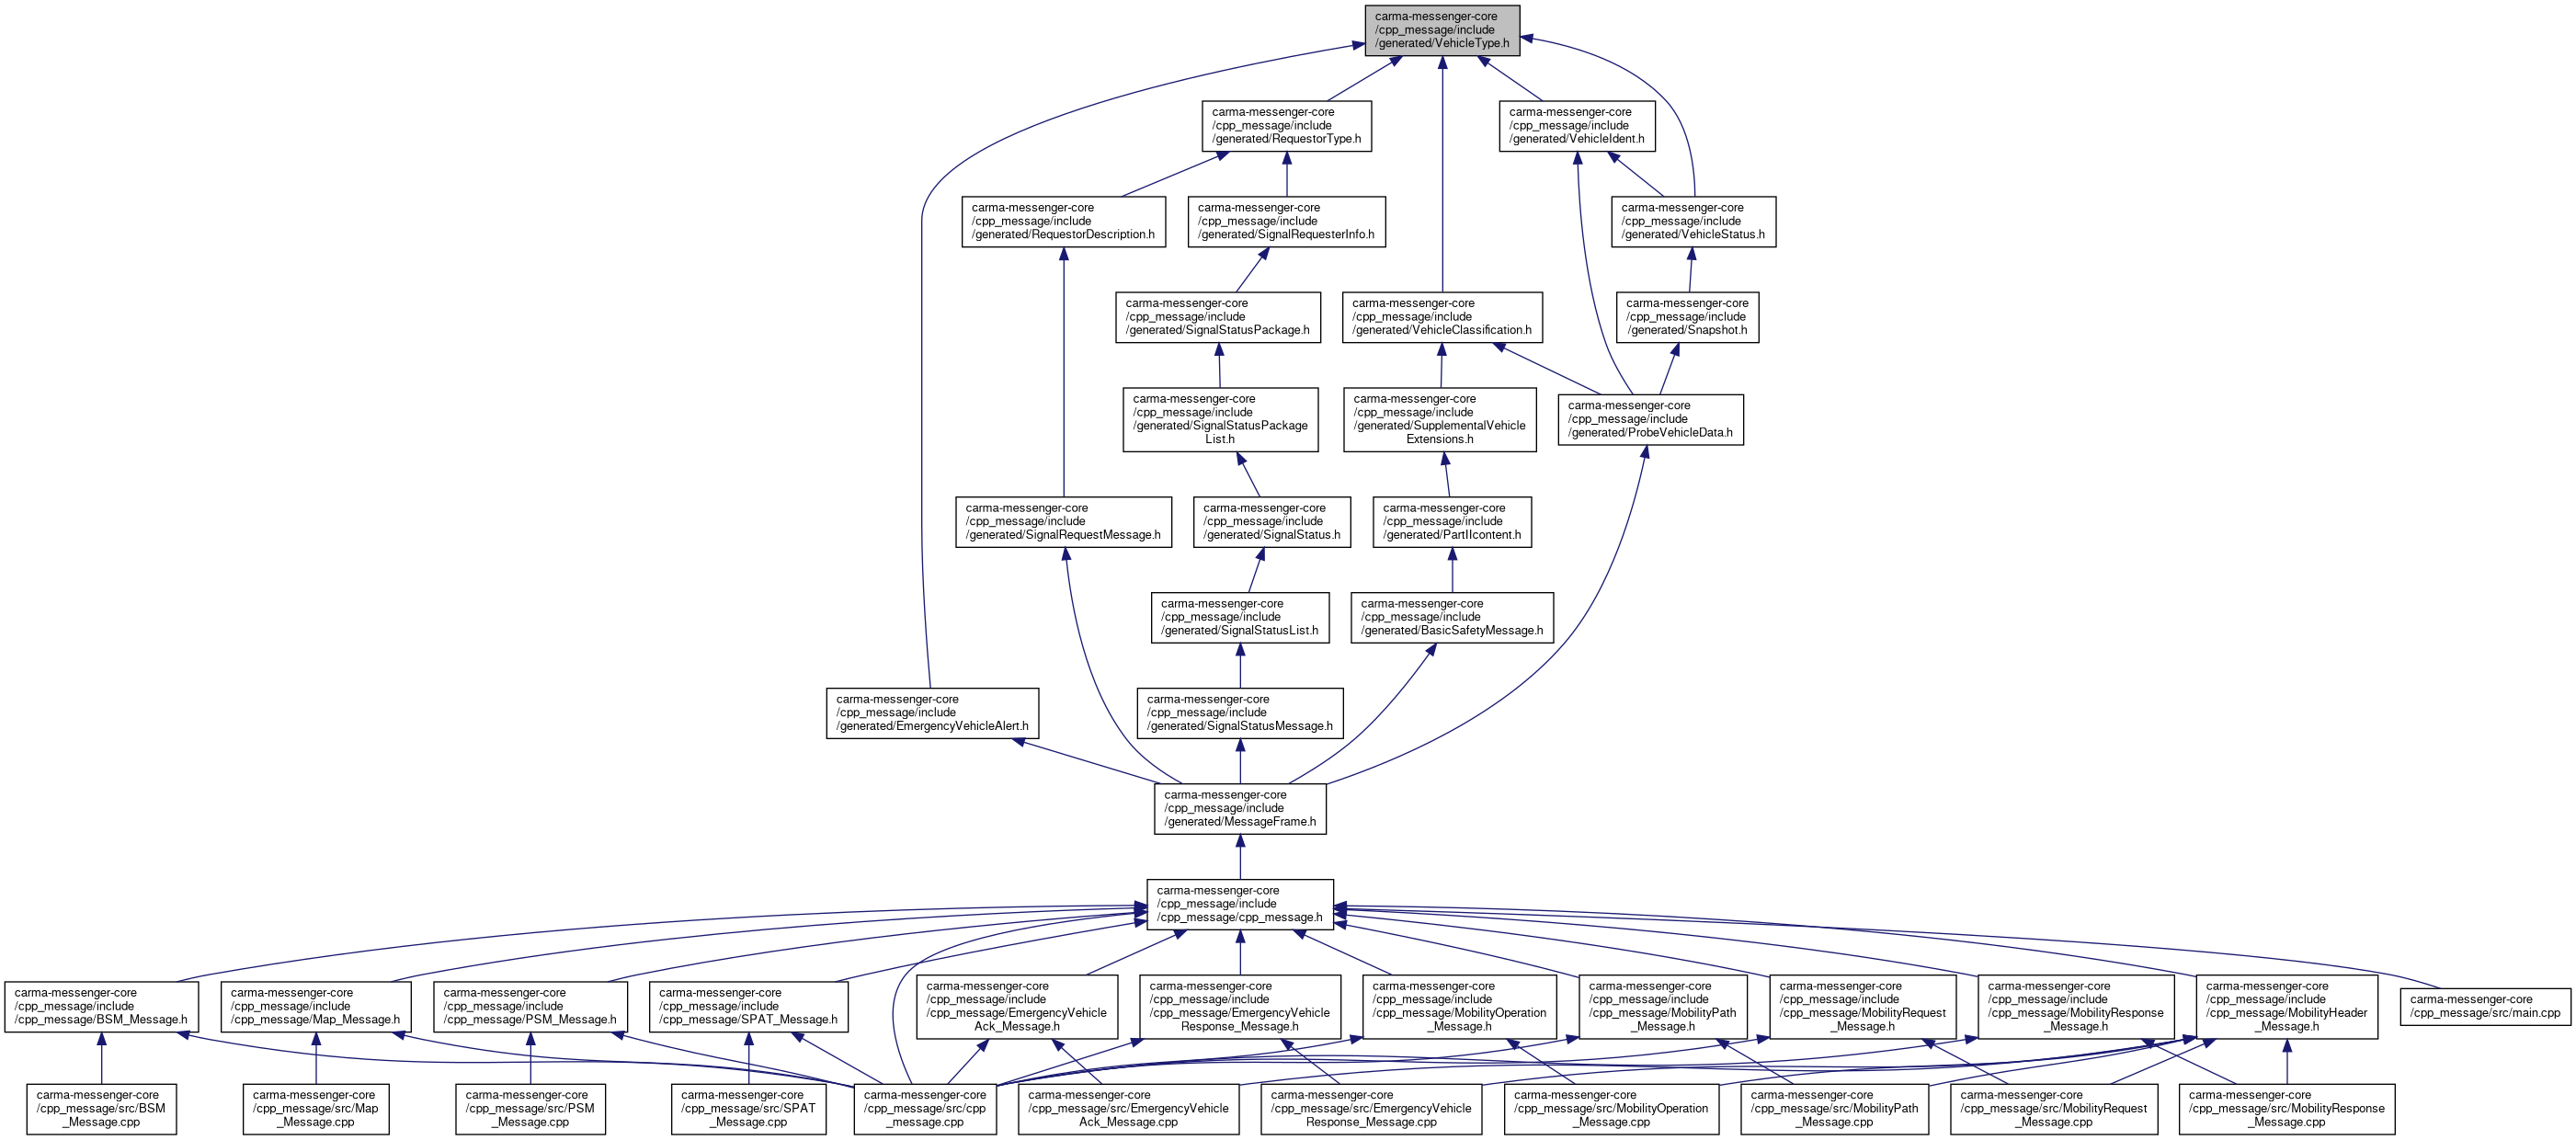 carma-messenger-core
/cpp_message/include
/generated/VehicleType.h
carma-messenger-core
/cpp_message/include
/generated/RequestorType.h
carma-messenger-core
/cpp_message/include
/generated/VehicleIdent.h
carma-messenger-core
/cpp_message/include
/generated/RequestorDescription.h
carma-messenger-core
/cpp_message/include
/generated/SignalRequesterInfo.h
carma-messenger-core
/cpp_message/include
/generated/VehicleStatus.h
carma-messenger-core
/cpp_message/include
/generated/SignalStatusPackage.h
carma-messenger-core
/cpp_message/include
/generated/VehicleClassification.h
carma-messenger-core
/cpp_message/include
/generated/Snapshot.h
carma-messenger-core
/cpp_message/include
/generated/SignalStatusPackage
List.h
carma-messenger-core
/cpp_message/include
/generated/SupplementalVehicle
Extensions.h
carma-messenger-core
/cpp_message/include
/generated/ProbeVehicleData.h
carma-messenger-core
/cpp_message/include
/generated/SignalRequestMessage.h
carma-messenger-core
/cpp_message/include
/generated/SignalStatus.h
carma-messenger-core
/cpp_message/include
/generated/PartIIcontent.h
carma-messenger-core
/cpp_message/include
/generated/SignalStatusList.h
carma-messenger-core
/cpp_message/include
/generated/BasicSafetyMessage.h
carma-messenger-core
/cpp_message/include
/generated/EmergencyVehicleAlert.h
carma-messenger-core
/cpp_message/include
/generated/SignalStatusMessage.h
carma-messenger-core
/cpp_message/include
/generated/MessageFrame.h
carma-messenger-core
/cpp_message/include
/cpp_message/cpp_message.h
carma-messenger-core
/cpp_message/include
/cpp_message/BSM_Message.h
carma-messenger-core
/cpp_message/include
/cpp_message/Map_Message.h
carma-messenger-core
/cpp_message/include
/cpp_message/PSM_Message.h
carma-messenger-core
/cpp_message/include
/cpp_message/SPAT_Message.h
carma-messenger-core
/cpp_message/include
/cpp_message/EmergencyVehicle
Ack_Message.h
carma-messenger-core
/cpp_message/include
/cpp_message/EmergencyVehicle
Response_Message.h
carma-messenger-core
/cpp_message/include
/cpp_message/MobilityOperation
_Message.h
carma-messenger-core
/cpp_message/include
/cpp_message/MobilityPath
_Message.h
carma-messenger-core
/cpp_message/include
/cpp_message/MobilityRequest
_Message.h
carma-messenger-core
/cpp_message/include
/cpp_message/MobilityResponse
_Message.h
carma-messenger-core
/cpp_message/include
/cpp_message/MobilityHeader
_Message.h
carma-messenger-core
/cpp_message/src/main.cpp
carma-messenger-core
/cpp_message/src/BSM
_Message.cpp
carma-messenger-core
/cpp_message/src/Map
_Message.cpp
carma-messenger-core
/cpp_message/src/PSM
_Message.cpp
carma-messenger-core
/cpp_message/src/SPAT
_Message.cpp
carma-messenger-core
/cpp_message/src/cpp
_message.cpp
carma-messenger-core
/cpp_message/src/EmergencyVehicle
Ack_Message.cpp
carma-messenger-core
/cpp_message/src/EmergencyVehicle
Response_Message.cpp
carma-messenger-core
/cpp_message/src/MobilityOperation
_Message.cpp
carma-messenger-core
/cpp_message/src/MobilityPath
_Message.cpp
carma-messenger-core
/cpp_message/src/MobilityRequest
_Message.cpp
carma-messenger-core
/cpp_message/src/MobilityResponse
_Message.cpp